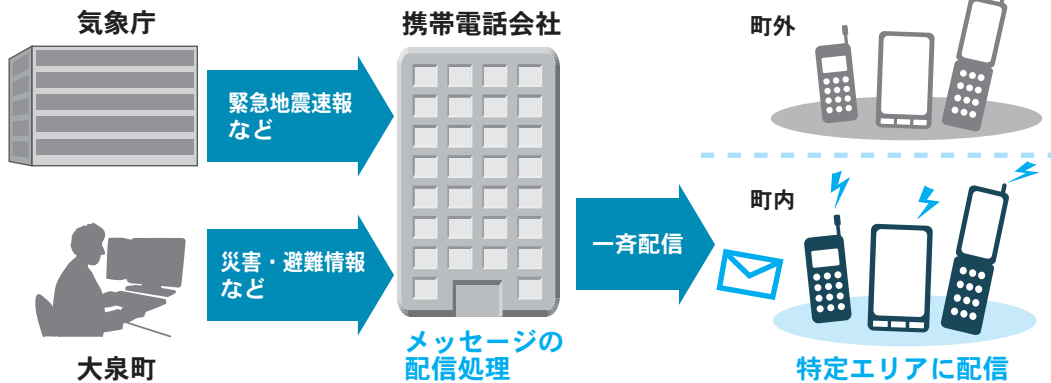 気象庁
携帯電話会社
町外
緊急地震速報
など
災害・避難情報
など
一斉配信
町内
大泉町
メッセージの
配信処理
特定エリアに配信